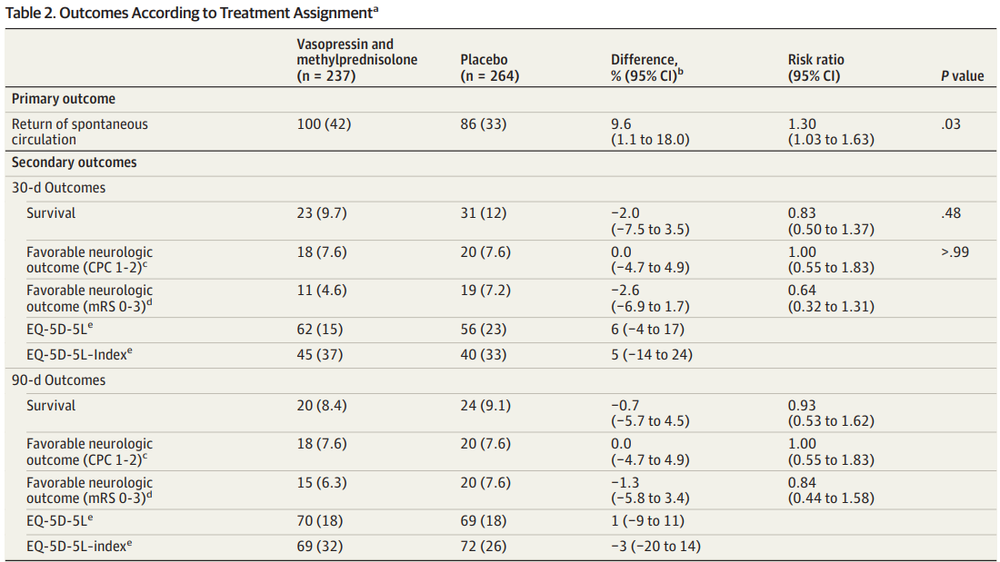 Table 2. Outcomes According to Treatment Assignmentᵃ
Vasopressin and methylprednisolone (n = 237) Placebo (n = 264) Difference, % (95% CI)ᵇ Risk ratio (95% CI) P value
Primary outcome
Return of spontaneous circulation 100 (42) 86 (33) 9.6 (1.1 to 18.0) 1.30 (1.03 to 1.63) .03
Secondary outcomes
30-d Outcomes
Survival 23 (9.7) 31 (12) −2.0 (−7.5 to 3.5) 0.83 (0.50 to 1.37) .48
Favorable neurologic outcome (CPC 1-2)ᶜ 18 (7.6) 20 (7.6) 0.0 (−4.7 to 4.9) 1.00 (0.55 to 1.83) >.99
Favorable neurologic outcome (mRS 0-3)ᵈ 11 (4.6) 19 (7.2) −2.6 (−6.9 to 1.7) 0.64 (0.32 to 1.31)
EQ-5D-5Lᵉ 62 (15) 56 (23) 6 (−4 to 17)
EQ-5D-5L-Indexᵉ 45 (37) 40 (33) 5 (−14 to 24)
90-d Outcomes
Survival 20 (8.4) 24 (9.1) −0.7 (−5.7 to 4.5) 0.93 (0.53 to 1.62)
Favorable neurologic outcome (CPC 1-2)ᶜ 18 (7.6) 20 (7.6) 0.0 (−4.7 to 4.9) 1.00 (0.55 to 1.83)
Favorable neurologic outcome (mRS 0-3)ᵈ 15 (6.3) 20 (7.6) −1.3 (−5.8 to 3.4) 0.84 (0.44 to 1.58)
EQ-5D-5Lᵉ 70 (18) 69 (18) 1 (−9 to 11)
EQ-5D-5L-indexᵉ 69 (32) 72 (26) −3 (−20 to 14)